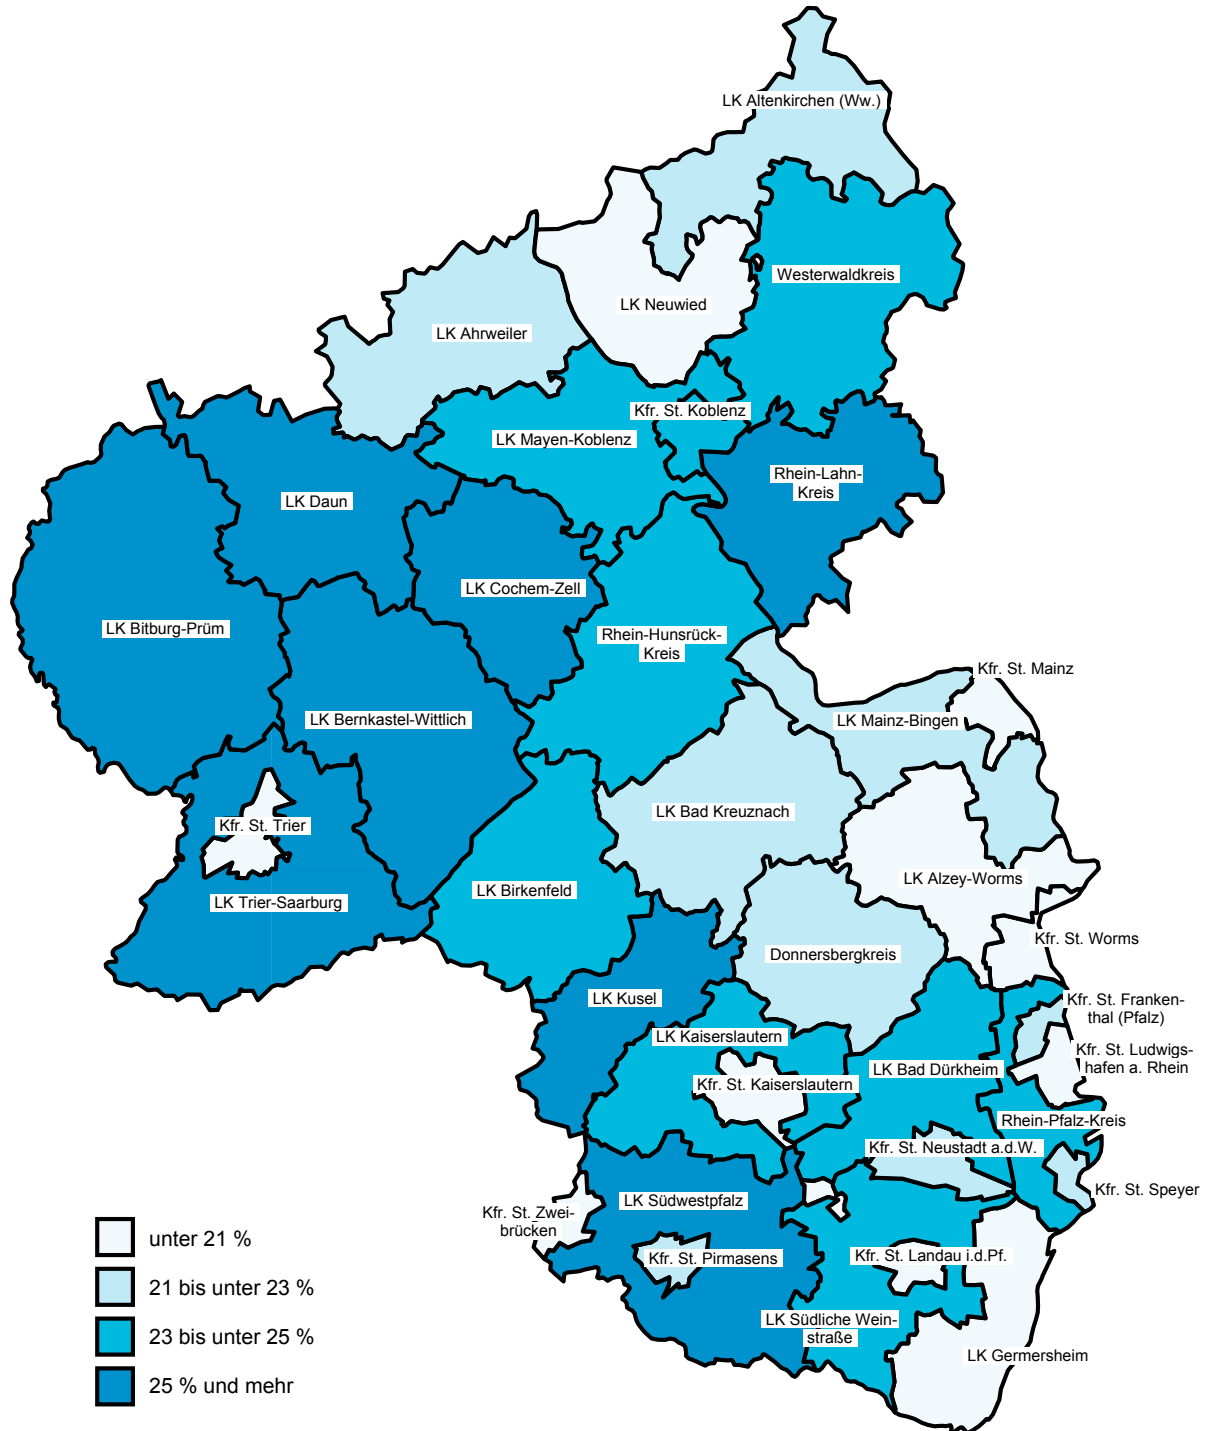 LK Altenkirchen (Ww.)
Westerwaldkreis
LK Neuwied
LK Ahrweiler
Kfr. St. Koblenz
LK Mayen-Koblenz
Rhein-Lahn-
Kreis
LK Daun
LK Cochem-Zell
LK Bitburg-Prüm
Rhein-Hunsrück-
Kreis
Kfr. St. Mainz
LK Bernkastel-Wittlich
LK Mainz-Bingen
LK Bad Kreuznach
Kfr. St. Trier
LK Alzey-Worms
LK Birkenfeld
LK Trier-Saarburg
Kfr. St. Worms
Donnersbergkreis
LK Kusel
Kfr. St. Franken-
thal (Pfalz)
LK Kaiserslautern
Kfr. St. Ludwigs-
hafen a. Rhein
LK Bad Dürkheim
Kfr. St. Kaiserslautern
Rhein-Pfalz-Kreis
Kfr. St. Neustadt a.d.W.
Kfr. St. Speyer
LK Südwestpfalz
Kfr. St. Zwei-
brücken
Kfr. St. Pirmasens
Kfr. St. Landau i.d.Pf.
LK Südliche Wein-
straße
LK Germersheim
unter 21 %
21 bis unter 23 %
23 bis unter 25 %
25 % und mehr